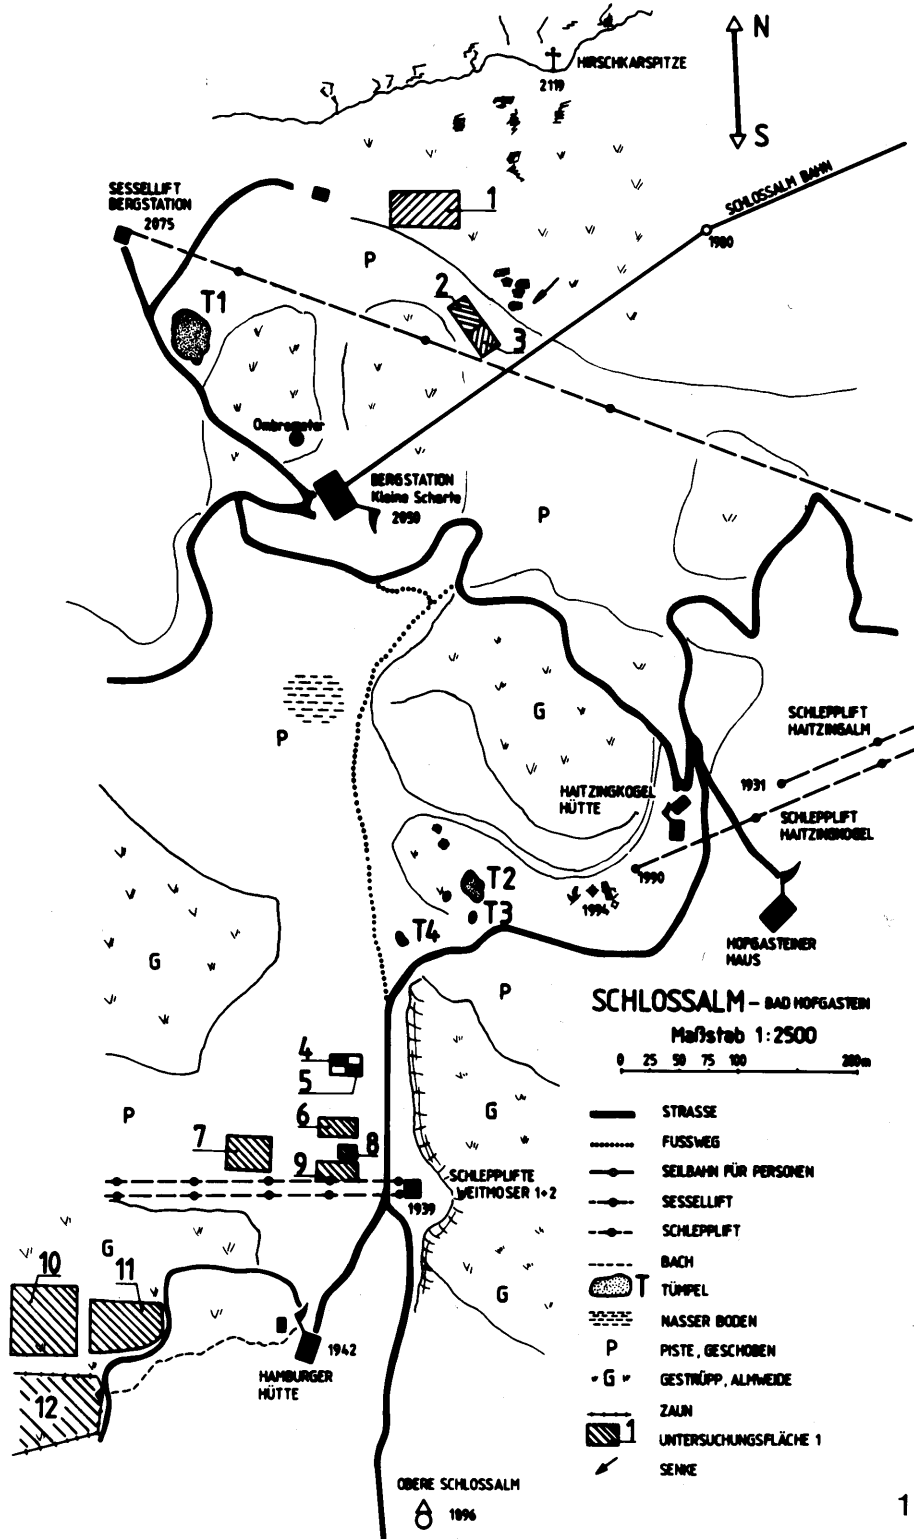 N
HIRSCHKARSPITZE
2119
S
SESSELLIFT
BERGSTATION
2075
1
SCHLOSSALM BAHN
1980
P
T1
2
3
Ombrometer
BERGSTATION
Kleine Scharte
2050
P
G
P
SCHLEPPLIFT
HAITZINGALM
1931
HAITZINGKOGEL
HÜTTE
SCHLEPPLIFT
HAITZINGKOGEL
1990
T2
T3
1994
T4
HOFGASTEINER
HAUS
G
P
SCHLOSSALM - BAD HOFGASTEIN
Maßstab 1:2500
0 25 50 75 100 200m
4
5
G
P
6
7
8
9
SCHLEPPLIFTE
WEITMOSER 1+2
1939
STRASSE
FUSSWEG
SEILBAHN FÜR PERSONEN
SESSELLIFT
SCHLEPPLIFT
BACH
T TÜMPEL
NASSER BODEN
P PISTE, GESCHOBEN
G GESTRÜPP, ALMWEIDE
ZAUN
1 UNTERSUCHUNGSFLÄCHE 1
SENKE
G
10
11
G
1942
HAMBURGER
HÜTTE
12
OBERE SCHLOSSALM
1896
1